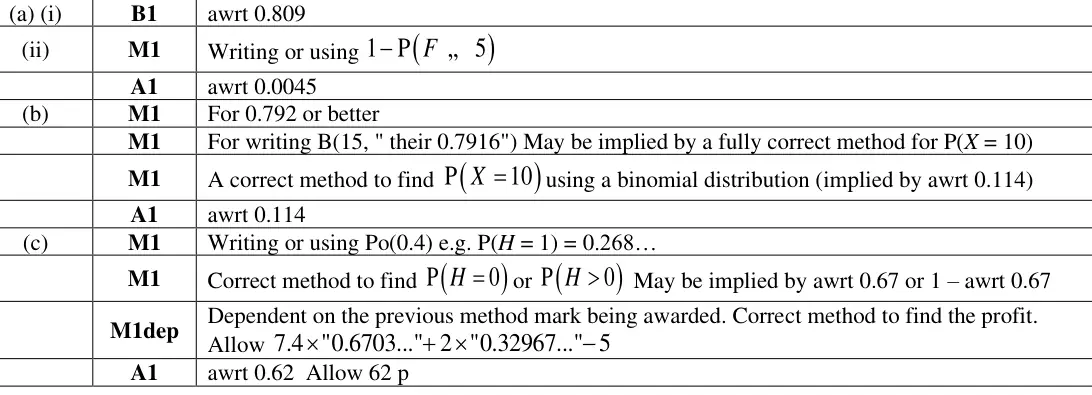 (a) (i) B1 awrt 0.809
(ii) M1 Writing or using 1−P(F „ 5)
A1 awrt 0.0045
(b) M1 For 0.792 or better
M1 For writing B(15, " their 0.7916") May be implied by a fully correct method for P(X = 10)
M1 A correct method to find P(X =10) using a binomial distribution (implied by awrt 0.114)
A1 awrt 0.114
(c) M1 Writing or using Po(0.4) e.g. P(H = 1) = 0.268…
M1 Correct method to find P(H =0) or P(H >0) May be implied by awrt 0.67 or 1 – awrt 0.67
M1dep Dependent on the previous method mark being awarded. Correct method to find the profit.
Allow 7.4×"0.6703..."+2×"0.32967..."−5
A1 awrt 0.62 Allow 62 p